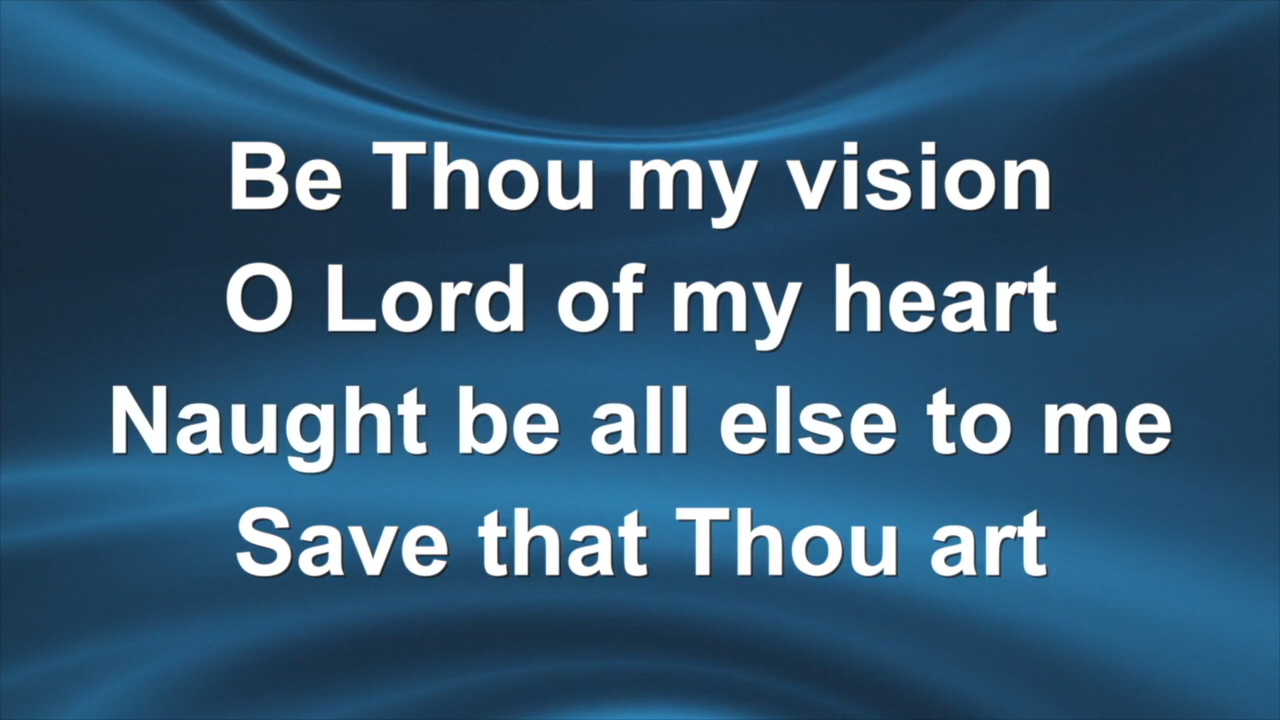 Be Thou my vision
O Lord of my heart
Naught be all else to me
Save that Thou art